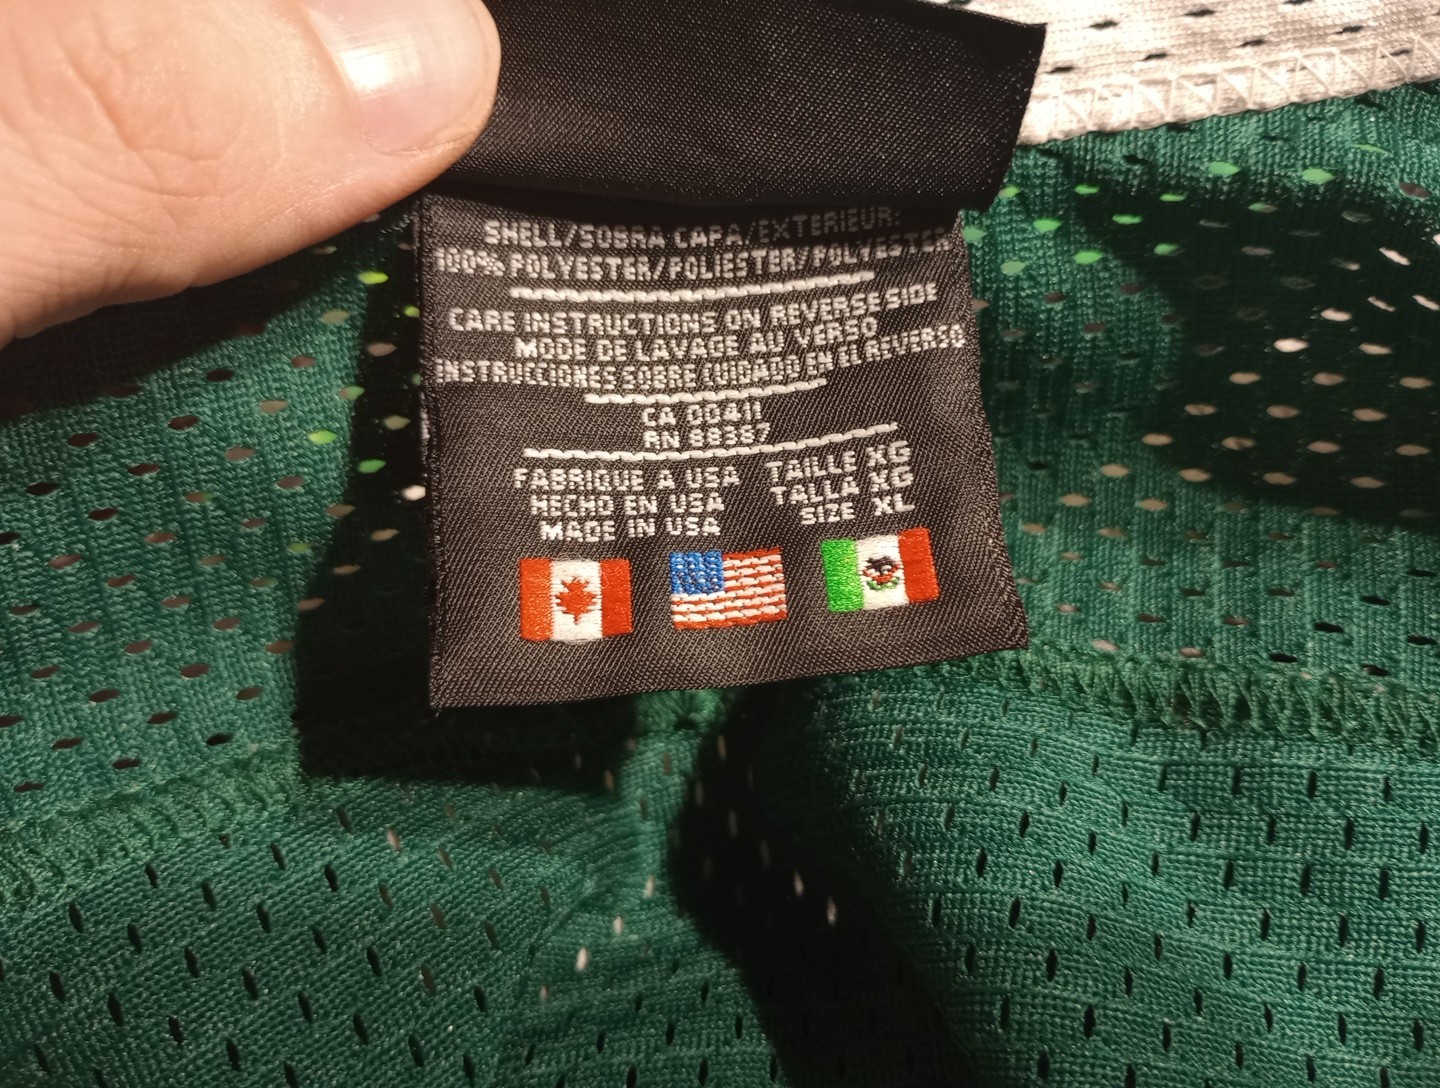 SHELL/SOBRA CAPA/EXTERIEUR:
100% POLYESTER/POLIESTER/POLYESTER
CARE INSTRUCTIONS ON REVERSE SIDE
MODE DE LAVAGE AU VERSO
INSTRUCCIONES SOBRE CUIDADO EN EL REVERSO
CA 00411
RN 88387
FABRIQUE A USA TAILLE XG
HECHO EN USA TALLA XG
MADE IN USA SIZE XL